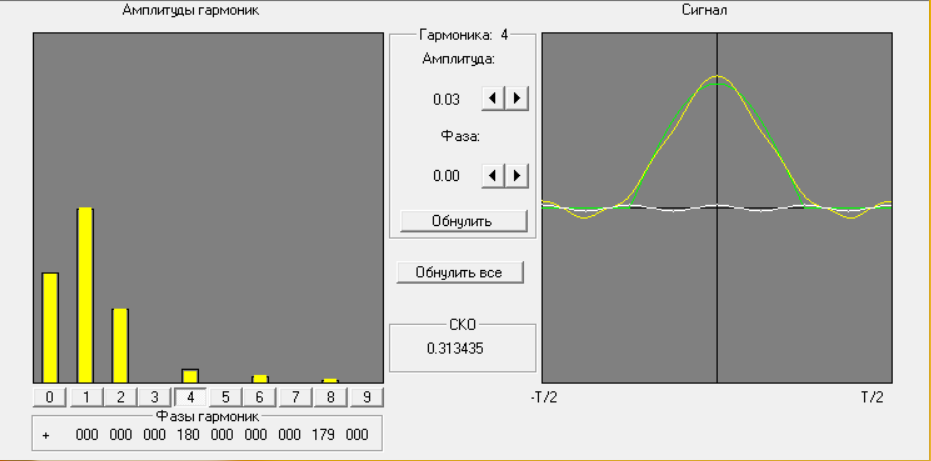 Амплитуды гармоник
Сигнал
Гармоника: 4
Амплитуда:
0.03
Фаза:
0.00
Обнулить
Обнулить все
СКО
0.313435
0 1 2 3 4 5 6 7 8 9
-T/2 T/2
Фазы гармоник
+ 000 000 000 180 000 000 000 179 000